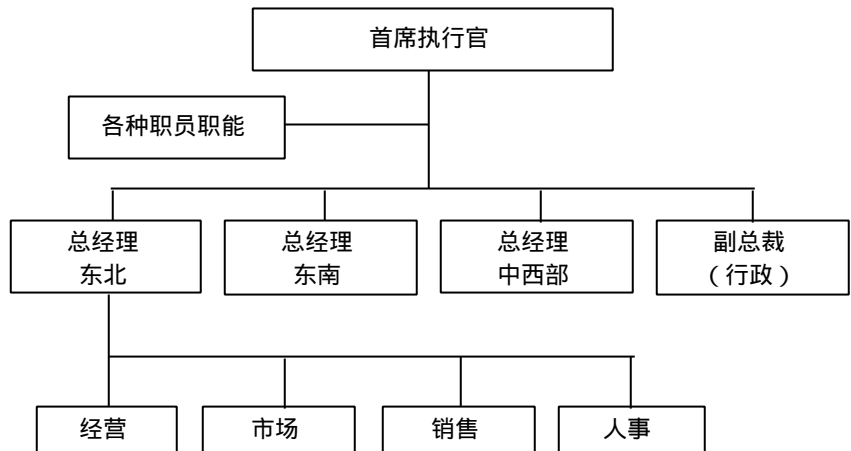 首席执行官
各种职员职能
总经理
东北
总经理
东南
总经理
中西部
副总裁
（行政）
经营
市场
销售
人事